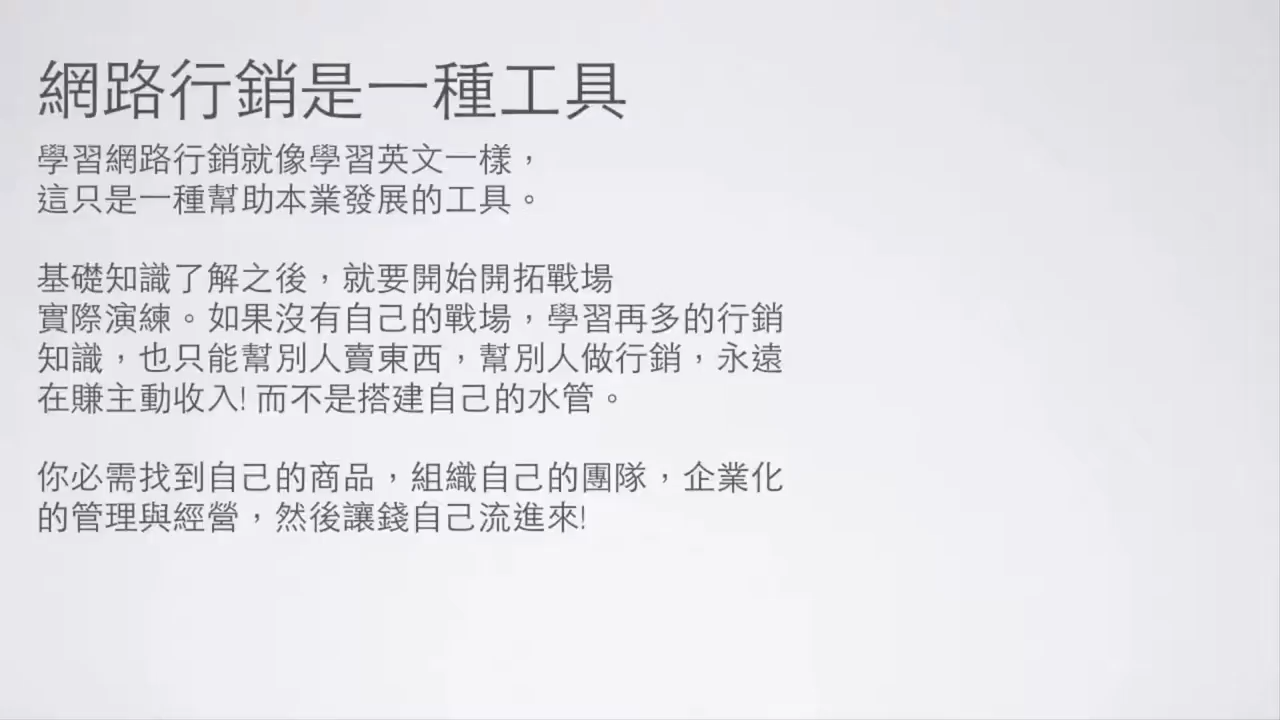 網路行銷是一種工具
學習網路行銷就像學習英文一樣，
這只是一種幫助本業發展的工具。
基礎知識了解之後，就要開始開拓戰場
實際演練。如果沒有自己的戰場，學習再多的行銷
知識，也只能幫別人賣東西，幫別人做行銷，永遠
在賺主動收入! 而不是搭建自己的水管。
你必需找到自己的商品，組織自己的團隊，企業化
的管理與經營，然後讓錢自己流進來!